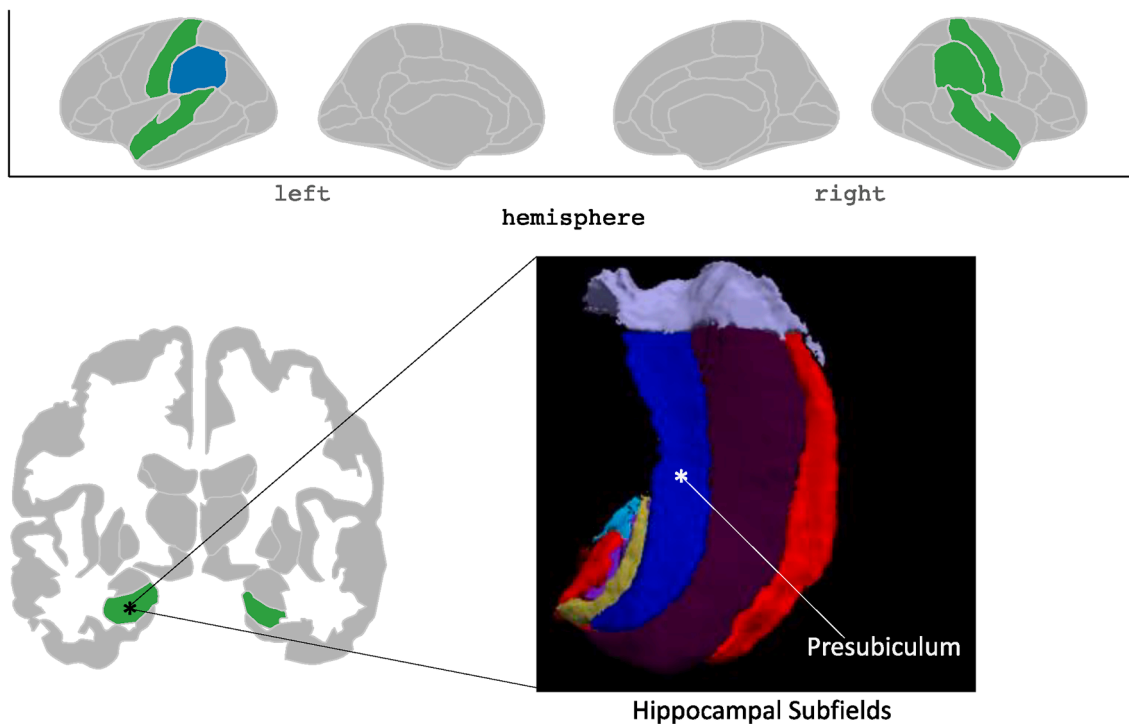 left
right
hemisphere
*
*
Presubiculum
Hippocampal Subfields